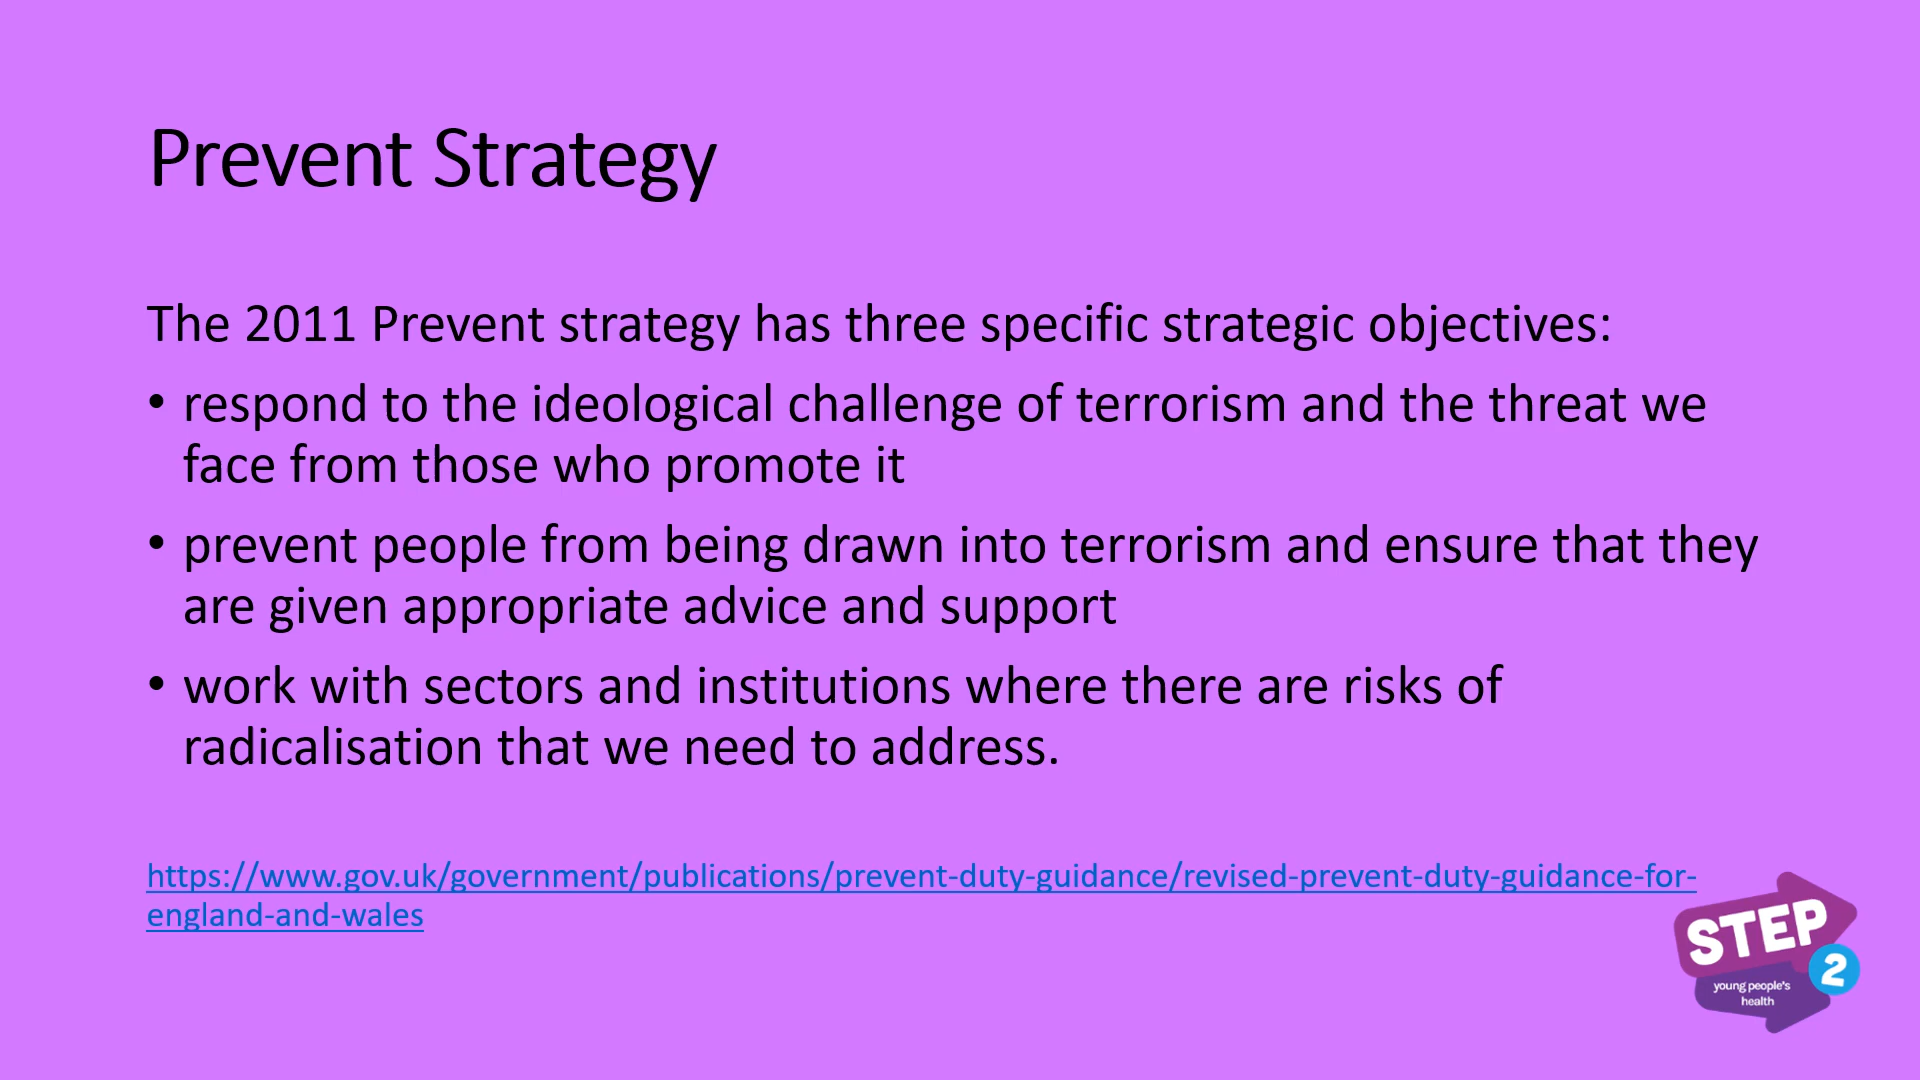 Prevent Strategy
The 2011 Prevent strategy has three specific strategic objectives:
• respond to the ideological challenge of terrorism and the threat we
face from those who promote it
• prevent people from being drawn into terrorism and ensure that they
are given appropriate advice and support
• work with sectors and institutions where there are risks of
radicalisation that we need to address.
https://www.gov.uk/government/publications/prevent-duty-guidance/revised-prevent-duty-guidance-for-
england-and-wales
STEP
2
young people's
health